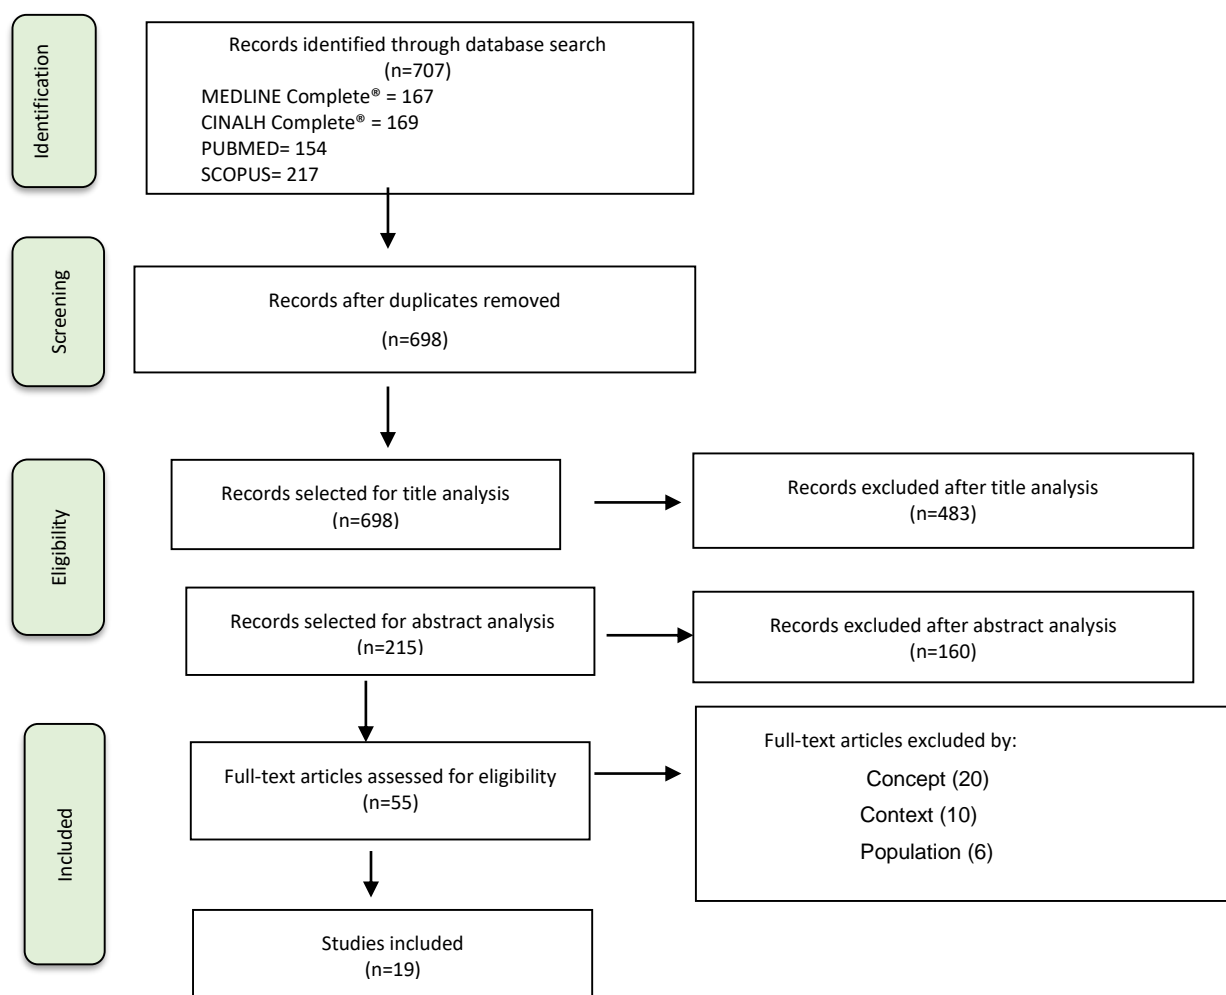 Identification
Records identified through database search
(n=707)
MEDLINE Complete® = 167
CINALH Complete® = 169
PUBMED= 154
SCOPUS= 217
Screening
Records after duplicates removed
(n=698)
Eligibility
Records selected for title analysis
(n=698)
Records excluded after title analysis
(n=483)
Records selected for abstract analysis
(n=215)
Records excluded after abstract analysis
(n=160)
Included
Full-text articles assessed for eligibility
(n=55)
Full-text articles excluded by:
Concept (20)
Context (10)
Population (6)
Studies included
(n=19)